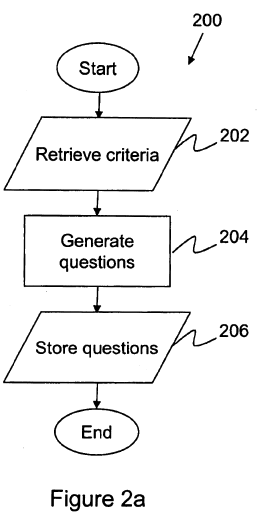 200
Start
Retrieve criteria
202
Generate
questions
204
Store questions
206
End
Figure 2a